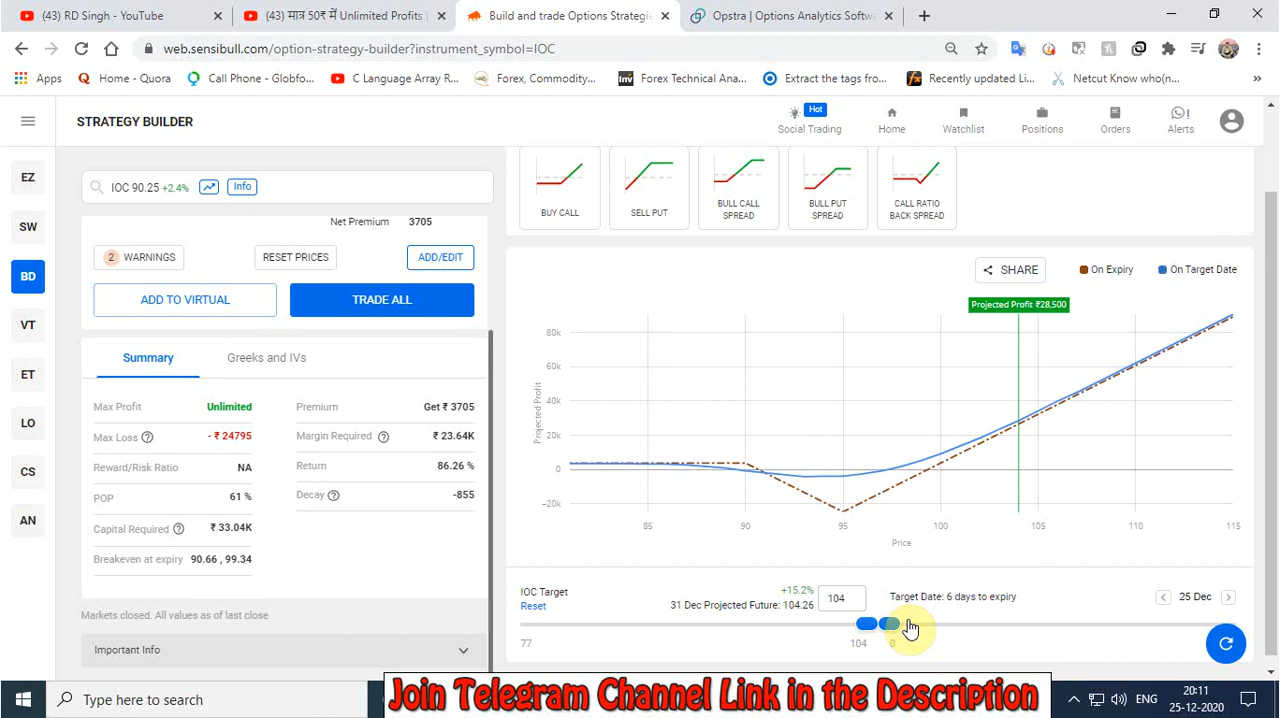 (43) RD Singh - YouTube
(43) मात्र 50₹ में Unlimited Profits |
Build and trade Options Strategie
Opstra | Options Analytics Softw
web.sensibull.com/option-strategy-builder?instrument_symbol=IOC
Apps
Home - Quora
Call Phone - Globfo...
C Language Array R...
Forex, Commodity...
Forex Technical Ana...
Extract the tags from...
Recently updated Li...
Netcut Know who(n...
»
STRATEGY BUILDER
Hot
Social Trading
Home
Watchlist
Positions
Orders
Alerts
EZ
SW
BD
VT
ET
LO
CS
AN
IOC 90.25 +2.4%
Info
Net Premium 3705
2 WARNINGS
RESET PRICES
ADD/EDIT
ADD TO VIRTUAL
TRADE ALL
Summary
Greeks and IVs
Max Profit Unlimited
Max Loss - ₹ 24795
Reward/Risk Ratio NA
POP 61 %
Capital Required ₹ 33.04K
Breakeven at expiry 90.66 , 99.34
Premium Get ₹ 3705
Margin Required ₹ 23.64K
Return 86.26 %
Decay -855
Markets closed. All values as of last close
Important Info
BUY CALL
SELL PUT
BULL CALL
SPREAD
BULL PUT
SPREAD
CALL RATIO
BACK SPREAD
SHARE
On Expiry
On Target Date
Projected Profit ₹28,500
Projected Profit
80k
60k
40k
20k
0
−20k
85
90
95
100
105
110
115
Price
IOC Target
Reset
+15.2%
31 Dec Projected Future: 104.26
104
Target Date: 6 days to expiry
25 Dec
77
104
0
Join Telegram Channel Link in the Description
Type here to search
ENG
20:11
25-12-2020